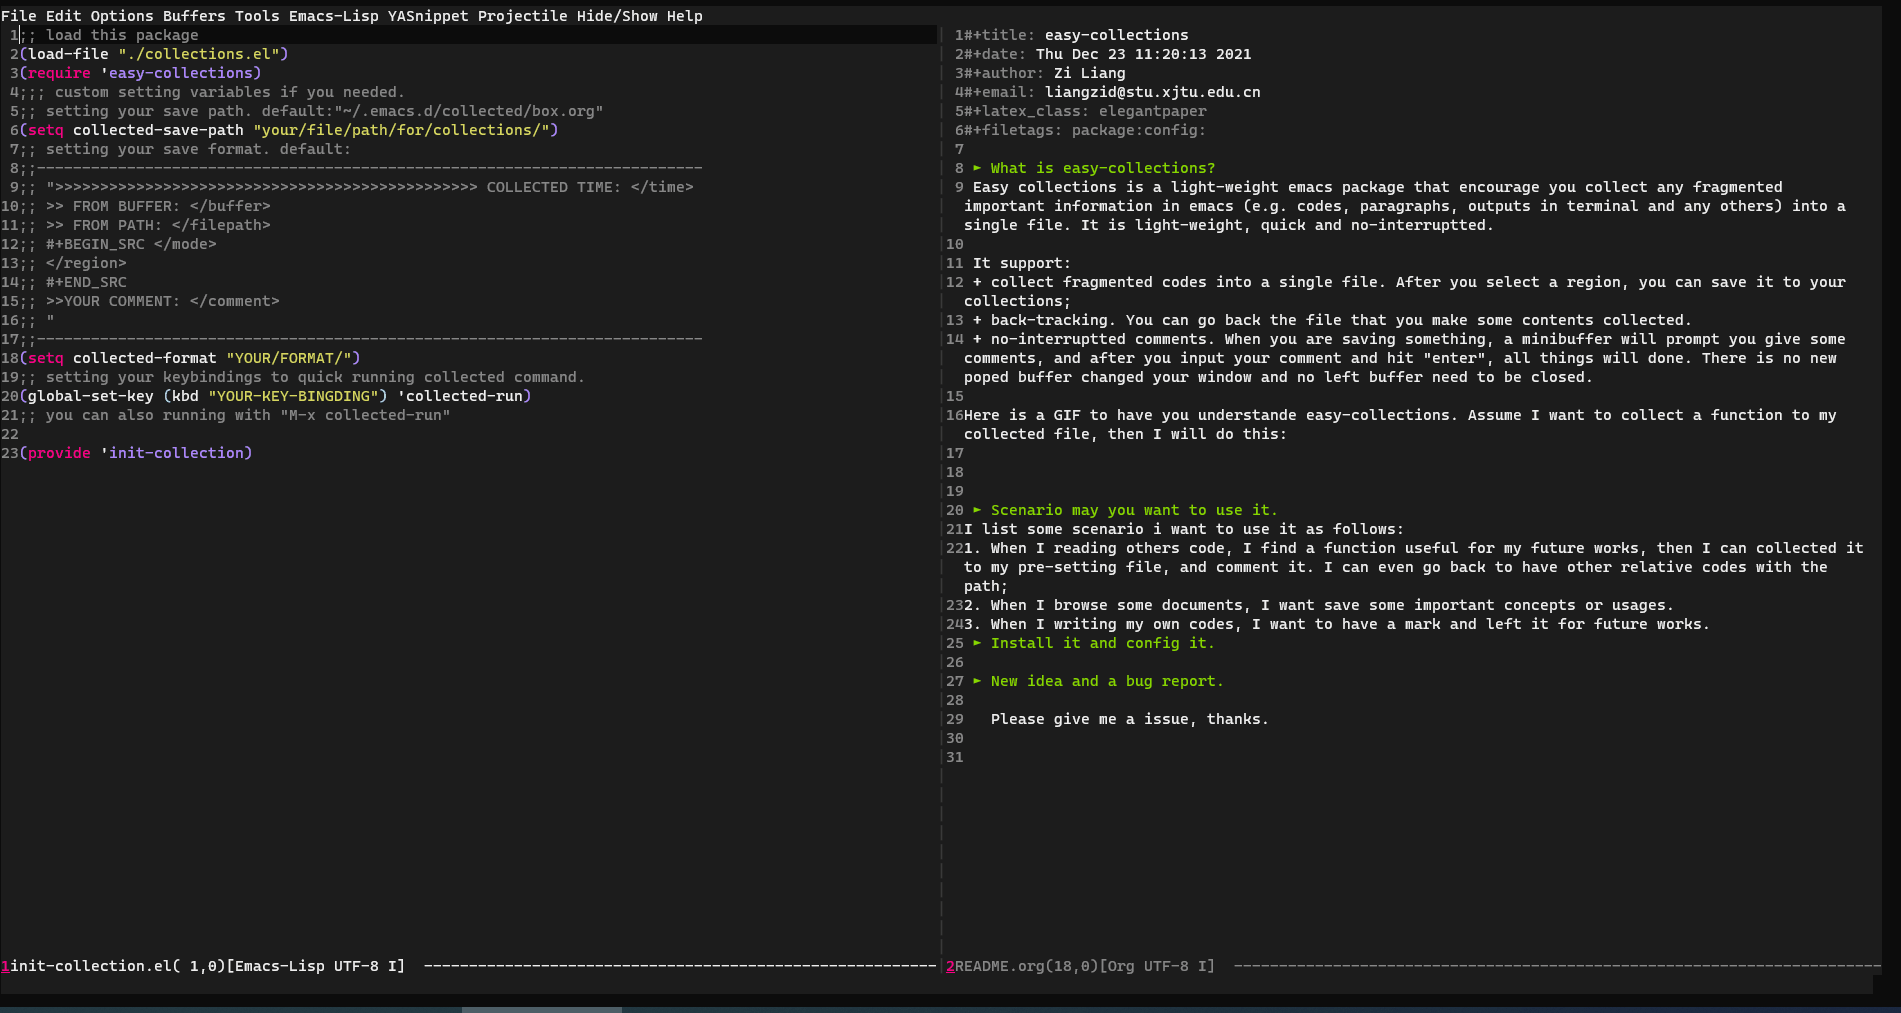 File Edit Options Buffers Tools Emacs-Lisp YASnippet Projectile Hide/Show Help
1;; load this package
2(load-file "./collections.el")
3(require 'easy-collections)
4;;; custom setting variables if you needed.
5;; setting your save path. default:"~/.emacs.d/collected/box.org"
6(setq collected-save-path "your/file/path/for/collections/")
7;; setting your save format. default:
8;;--------------------------------------------------------------------------
9;; ">>>>>>>>>>>>>>>>>>>>>>>>>>>>>>>>>>>>>>>>>>>>>>> COLLECTED TIME: </time>
10;; >> FROM BUFFER: </buffer>
11;; >> FROM PATH: </filepath>
12;; #+BEGIN_SRC </mode>
13;; </region>
14;; #+END_SRC
15;; >>YOUR COMMENT: </comment>
16;; "
17;;--------------------------------------------------------------------------
18(setq collected-format "YOUR/FORMAT/")
19;; setting your keybindings to quick running collected command.
20(global-set-key (kbd "YOUR-KEY-BINGDING") 'collected-run)
21;; you can also running with "M-x collected-run"
22
23(provide 'init-collection)
1init-collection.el( 1,0)[Emacs-Lisp UTF-8 I] ---------------------------------------------------------
1#+title: easy-collections
2#+date: Thu Dec 23 11:20:13 2021
3#+author: Zi Liang
4#+email: liangzid@stu.xjtu.edu.cn
5#+latex_class: elegantpaper
6#+filetags: package:config:
7
8 ► What is easy-collections?
9 Easy collections is a light-weight emacs package that encourage you collect any fragmented
important information in emacs (e.g. codes, paragraphs, outputs in terminal and any others) into a
single file. It is light-weight, quick and no-interruptted.
10
11 It support:
12 + collect fragmented codes into a single file. After you select a region, you can save it to your
collections;
13 + back-tracking. You can go back the file that you make some contents collected.
14 + no-interruptted comments. When you are saving something, a minibuffer will prompt you give some
comments, and after you input your comment and hit "enter", all things will done. There is no new
poped buffer changed your window and no left buffer need to be closed.
15
16Here is a GIF to have you understande easy-collections. Assume I want to collect a function to my
collected file, then I will do this:
17
18
19
20 ► Scenario may you want to use it.
21I list some scenario i want to use it as follows:
221. When I reading others code, I find a function useful for my future works, then I can collected it
to my pre-setting file, and comment it. I can even go back to have other relative codes with the
path;
232. When I browse some documents, I want save some important concepts or usages.
243. When I writing my own codes, I want to have a mark and left it for future works.
25 ► Install it and config it.
26
27 ► New idea and a bug report.
28
29 Please give me a issue, thanks.
30
31
2README.org(18,0)[Org UTF-8 I] ------------------------------------------------------------------------